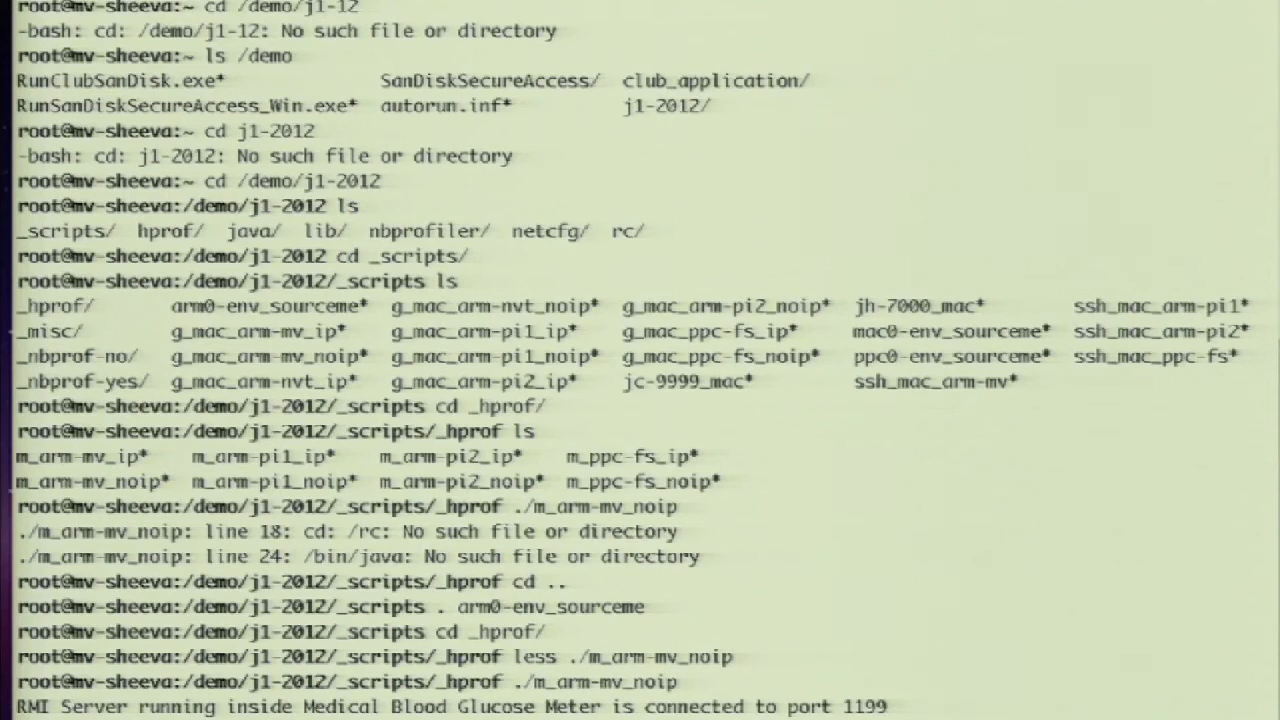 root@mv-sheeva:~ cd /demo/j1-12
-bash: cd: /demo/j1-12: No such file or directory
root@mv-sheeva:~ ls /demo
RunClubSanDisk.exe* SanDiskSecureAccess/ club_application/
RunSanDiskSecureAccess_Win.exe* autorun.inf* j1-2012/
root@mv-sheeva:~ cd j1-2012
-bash: cd: j1-2012: No such file or directory
root@mv-sheeva:~ cd /demo/j1-2012
root@mv-sheeva:/demo/j1-2012 ls
_scripts/ hprof/ java/ lib/ nbprofiler/ netcfg/ rc/
root@mv-sheeva:/demo/j1-2012 cd _scripts/
root@mv-sheeva:/demo/j1-2012/_scripts ls
_hprof/ arm0-env_sourceme* g_mac_arm-nvt_noip* g_mac_arm-pi2_noip* jh-7000_mac* ssh_mac_arm-pi1*
_misc/ g_mac_arm-mv_ip* g_mac_arm-pi1_ip* g_mac_ppc-fs_ip* mac0-env_sourceme* ssh_mac_arm-pi2*
_nbprof-no/ g_mac_arm-mv_noip* g_mac_arm-pi1_noip* g_mac_ppc-fs_noip* ppc0-env_sourceme* ssh_mac_ppc-fs*
_nbprof-yes/ g_mac_arm-nvt_ip* g_mac_arm-pi2_ip* jc-9999_mac* ssh_mac_arm-mv*
root@mv-sheeva:/demo/j1-2012/_scripts cd _hprof/
root@mv-sheeva:/demo/j1-2012/_scripts/_hprof ls
m_arm-mv_ip* m_arm-pi1_ip* m_arm-pi2_ip* m_ppc-fs_ip*
m_arm-mv_noip* m_arm-pi1_noip* m_arm-pi2_noip* m_ppc-fs_noip*
root@mv-sheeva:/demo/j1-2012/_scripts/_hprof ./m_arm-mv_noip
./m_arm-mv_noip: line 18: cd: /rc: No such file or directory
./m_arm-mv_noip: line 24: /bin/java: No such file or directory
root@mv-sheeva:/demo/j1-2012/_scripts/_hprof cd ..
root@mv-sheeva:/demo/j1-2012/_scripts . arm0-env_sourceme
root@mv-sheeva:/demo/j1-2012/_scripts cd _hprof/
root@mv-sheeva:/demo/j1-2012/_scripts/_hprof less ./m_arm-mv_noip
root@mv-sheeva:/demo/j1-2012/_scripts/_hprof ./m_arm-mv_noip
RMI Server running inside Medical Blood Glucose Meter is connected to port 1199